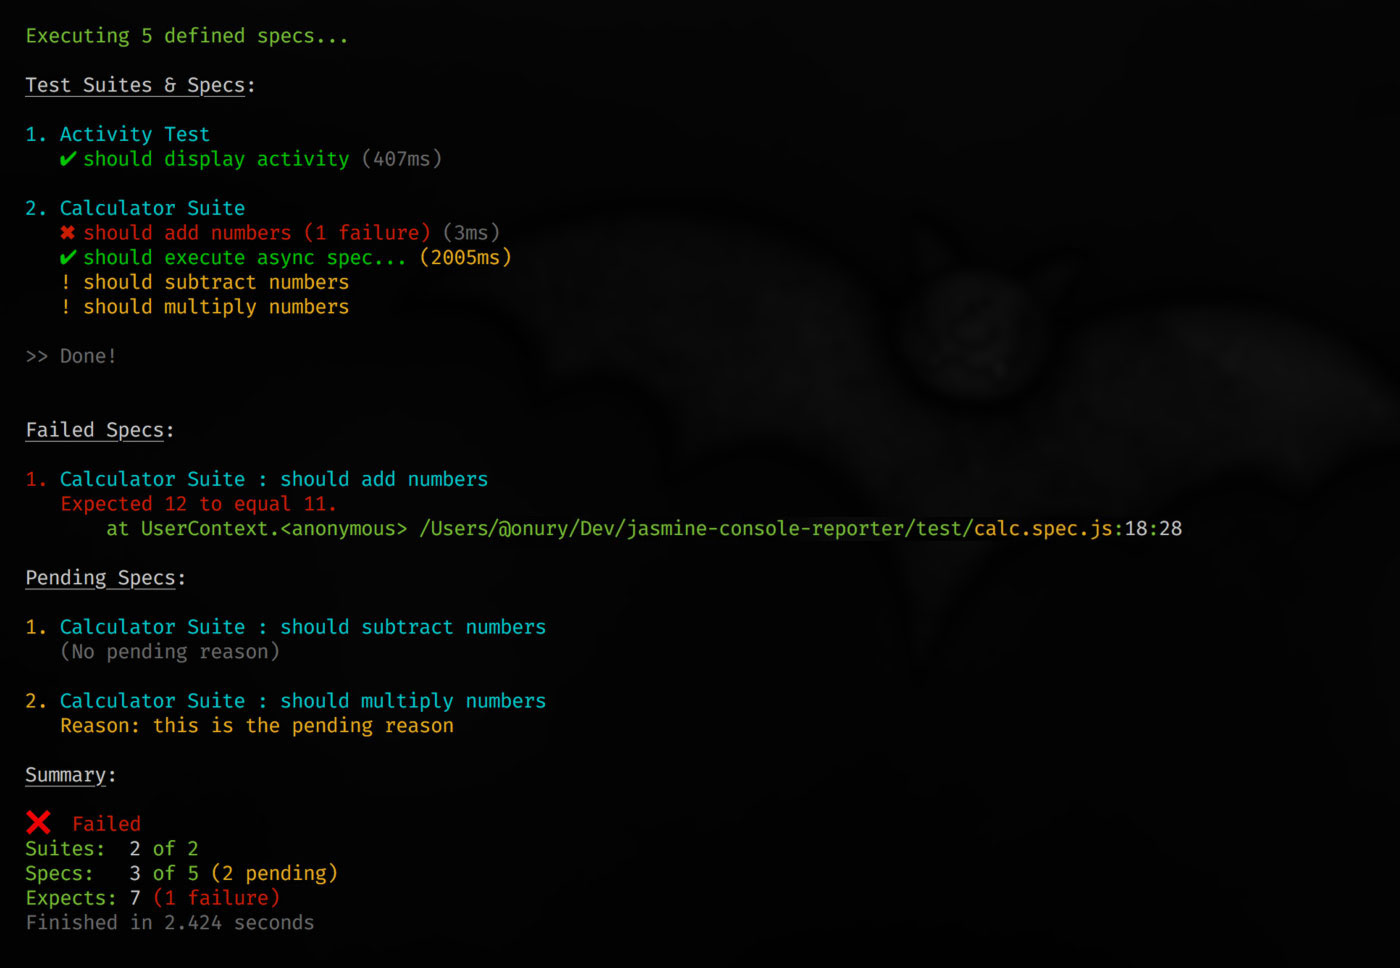 Executing 5 defined specs...
Test Suites & Specs:
1. Activity Test
✔ should display activity (407ms)
2. Calculator Suite
✖ should add numbers (1 failure) (3ms)
✔ should execute async spec... (2005ms)
! should subtract numbers
! should multiply numbers
>> Done!
Failed Specs:
1. Calculator Suite : should add numbers
Expected 12 to equal 11.
at UserContext.<anonymous> /Users/@onury/Dev/jasmine-console-reporter/test/calc.spec.js:18:28
Pending Specs:
1. Calculator Suite : should subtract numbers
(No pending reason)
2. Calculator Suite : should multiply numbers
Reason: this is the pending reason
Summary:
❌ Failed
Suites: 2 of 2
Specs: 3 of 5 (2 pending)
Expects: 7 (1 failure)
Finished in 2.424 seconds